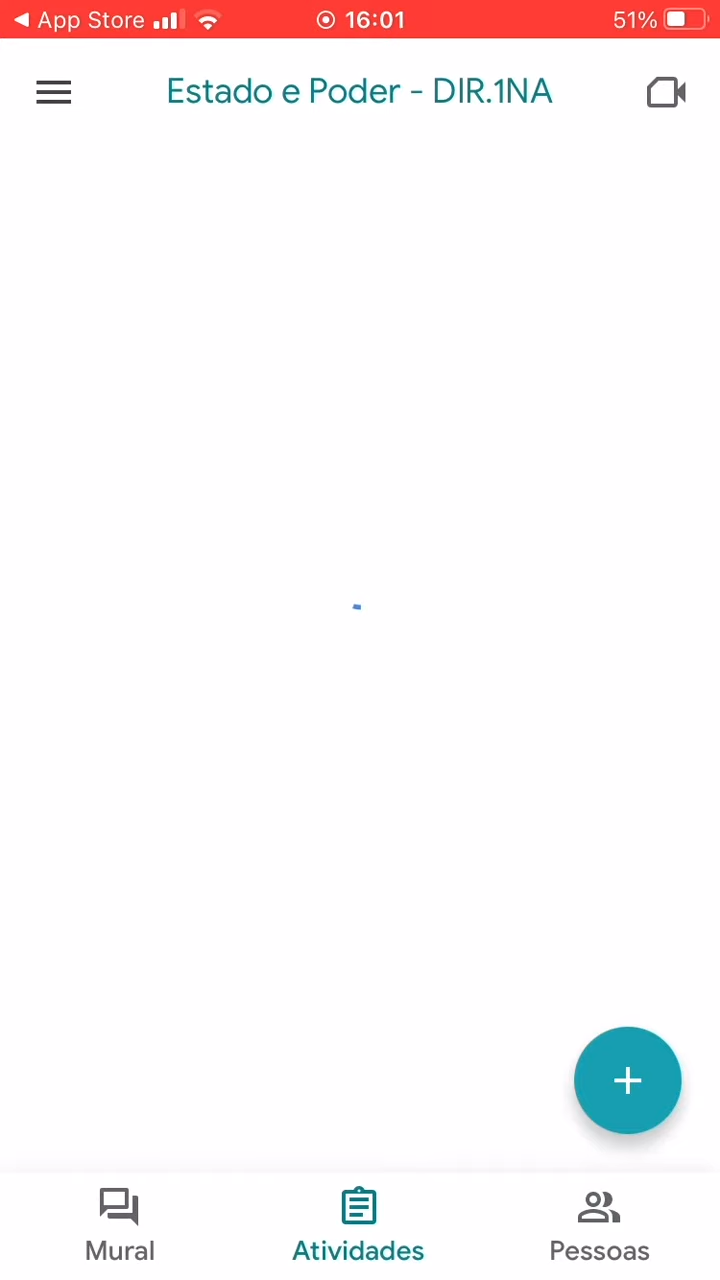 App Store
16:01
51%
Estado e Poder - DIR.1NA
Mural
Atividades
Pessoas